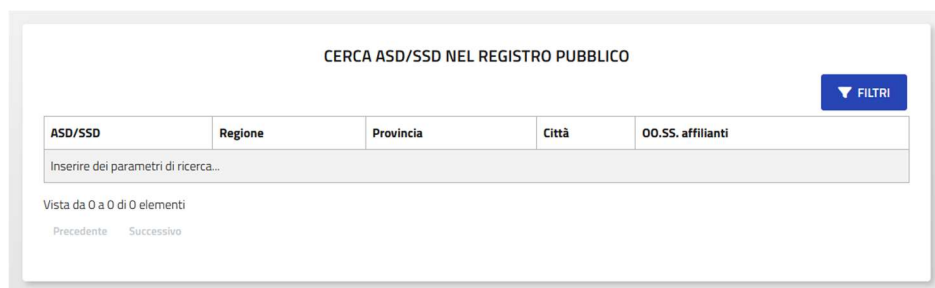 CERCA ASD/SSD NEL REGISTRO PUBBLICO
FILTRI
ASD/SSD Regione Provincia Città OO.SS. affilianti
Inserire dei parametri di ricerca...
Vista da 0 a 0 di 0 elementi
Precedente Successivo